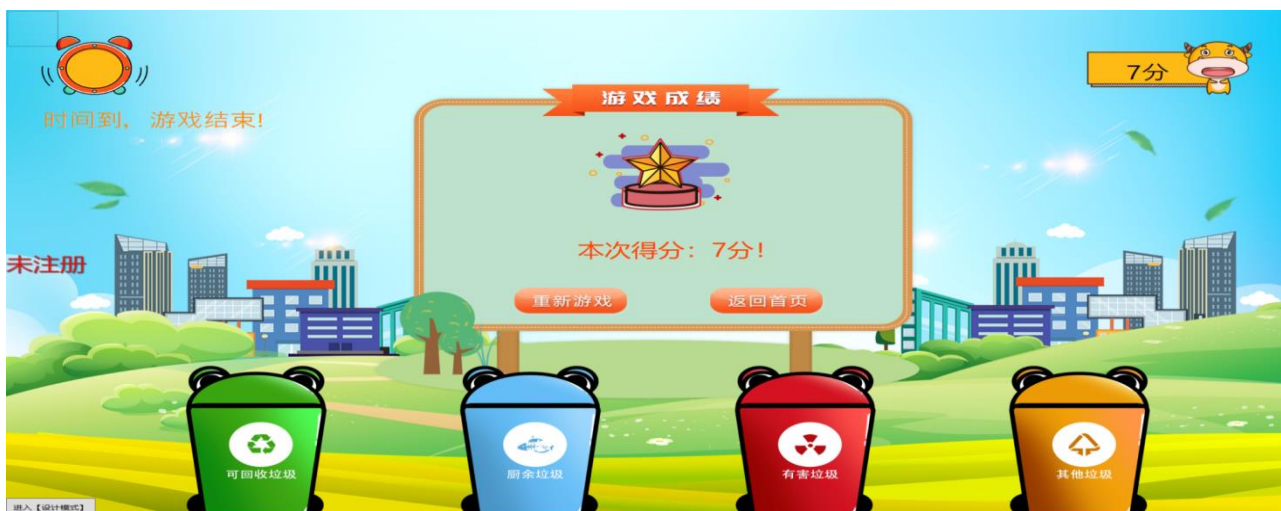 游戏成绩
7分
时间到，游戏结束!
本次得分：7分!
未注册
重新游戏
返回首页
可回收垃圾
厨余垃圾
有害垃圾
其他垃圾
进入【设计模式】